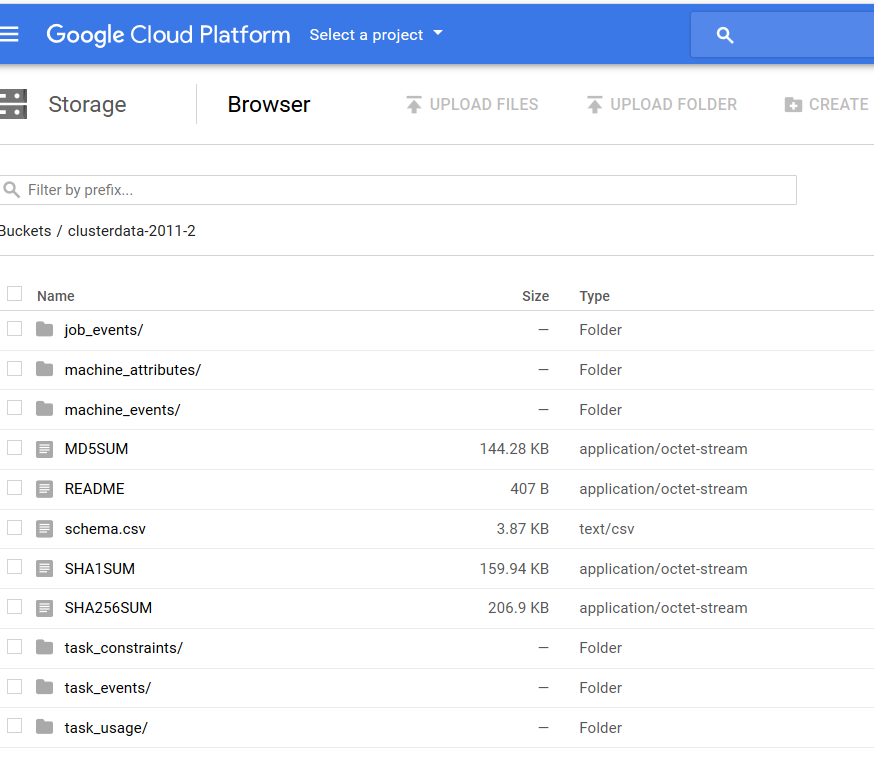 Google Cloud Platform Select a project
Storage Browser UPLOAD FILES UPLOAD FOLDER CREATE
Filter by prefix...
Buckets / clusterdata-2011-2
Name Size Type
job_events/ — Folder
machine_attributes/ — Folder
machine_events/ — Folder
MD5SUM 144.28 KB application/octet-stream
README 407 B application/octet-stream
schema.csv 3.87 KB text/csv
SHA1SUM 159.94 KB application/octet-stream
SHA256SUM 206.9 KB application/octet-stream
task_constraints/ — Folder
task_events/ — Folder
task_usage/ — Folder